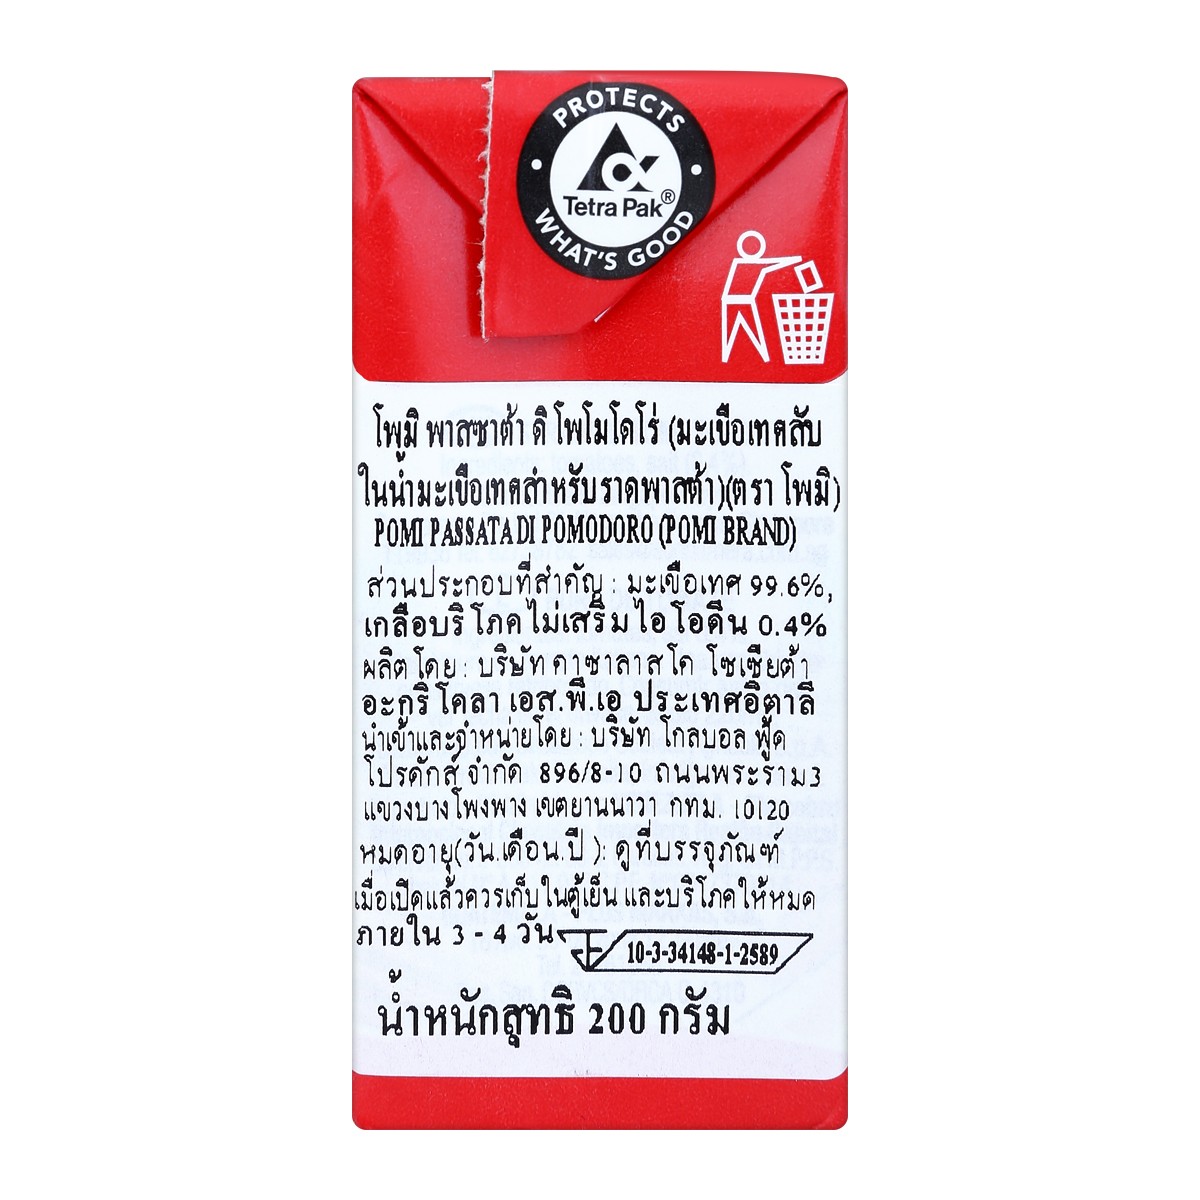 PROTECTS
Tetra Pak®
WHAT'S GOOD
โพมิ พาสซาต้า ดิ โพโมโดโร่ (มะเขือเทศสับ
ในน้ำมะเขือเทศสำหรับราดพาสต้า)(ตรา โพมิ)
POMI PASSATA DI POMODORO (POMI BRAND)
ส่วนประกอบที่สำคัญ : มะเขือเทศ 99.6%,
เกลือบริโภคไม่เสริมไอโอดีน 0.4%
ผลิตโดย : บริษัท คาซาลาสโค โซเซียต้า
อะกริโคลา เอส.พี.เอ ประเทศอิตาลี
นำเข้าและจำหน่ายโดย : บริษัท โกลบอล ฟู้ด
โปรดักส์ จำกัด 896/8-10 ถนนพระราม3
แขวงบางโพงพาง เขตยานนาวา กทม. 10120
หมดอายุ(วัน.เดือน.ปี ): ดูที่บรรจุภัณฑ์
เมื่อเปิดแล้วควรเก็บในตู้เย็น และบริโภคให้หมด
ภายใน 3 - 4 วัน
10-3-34148-1-2589
น้ำหนักสุทธิ 200 กรัม